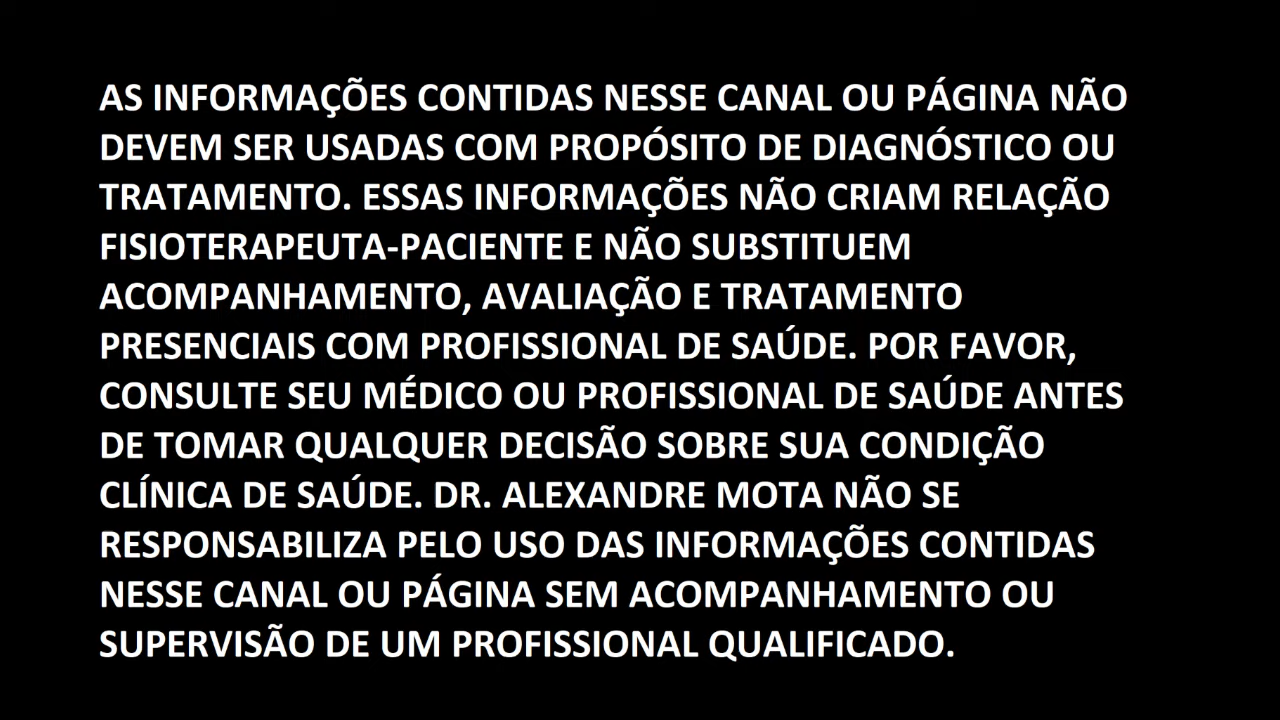 AS INFORMAÇÕES CONTIDAS NESSE CANAL OU PÁGINA NÃO
DEVEM SER USADAS COM PROPÓSITO DE DIAGNÓSTICO OU
TRATAMENTO. ESSAS INFORMAÇÕES NÃO CRIAM RELAÇÃO
FISIOTERAPEUTA-PACIENTE E NÃO SUBSTITUEM
ACOMPANHAMENTO, AVALIAÇÃO E TRATAMENTO
PRESENCIAIS COM PROFISSIONAL DE SAÚDE. POR FAVOR,
CONSULTE SEU MÉDICO OU PROFISSIONAL DE SAÚDE ANTES
DE TOMAR QUALQUER DECISÃO SOBRE SUA CONDIÇÃO
CLÍNICA DE SAÚDE. DR. ALEXANDRE MOTA NÃO SE
RESPONSABILIZA PELO USO DAS INFORMAÇÕES CONTIDAS
NESSE CANAL OU PÁGINA SEM ACOMPANHAMENTO OU
SUPERVISÃO DE UM PROFISSIONAL QUALIFICADO.